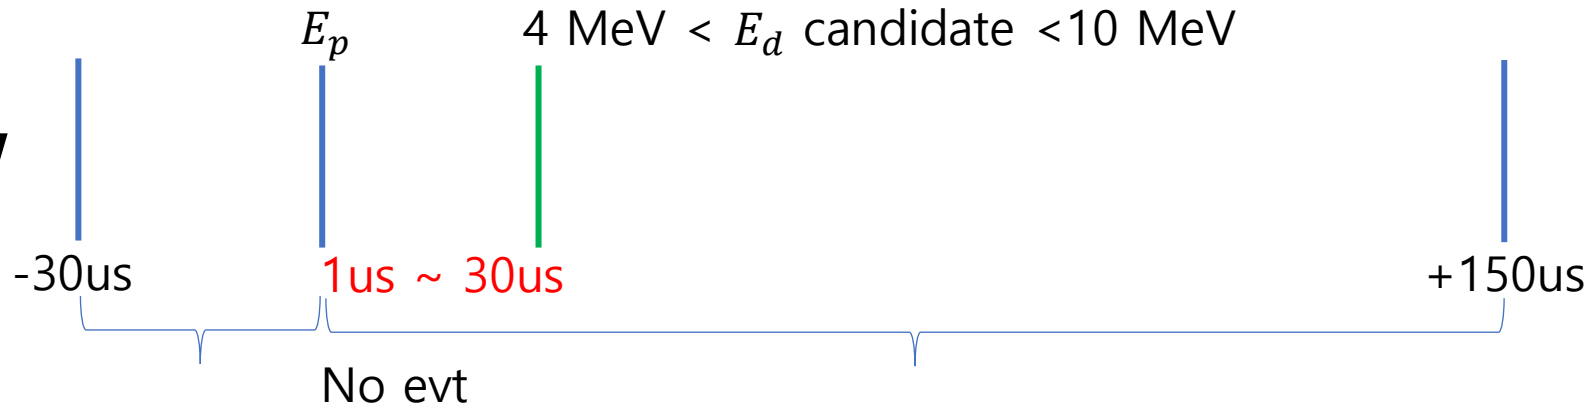 E_p 4 MeV < E_d candidate <10 MeV
-30us 1us ~ 30us +150us
No evt